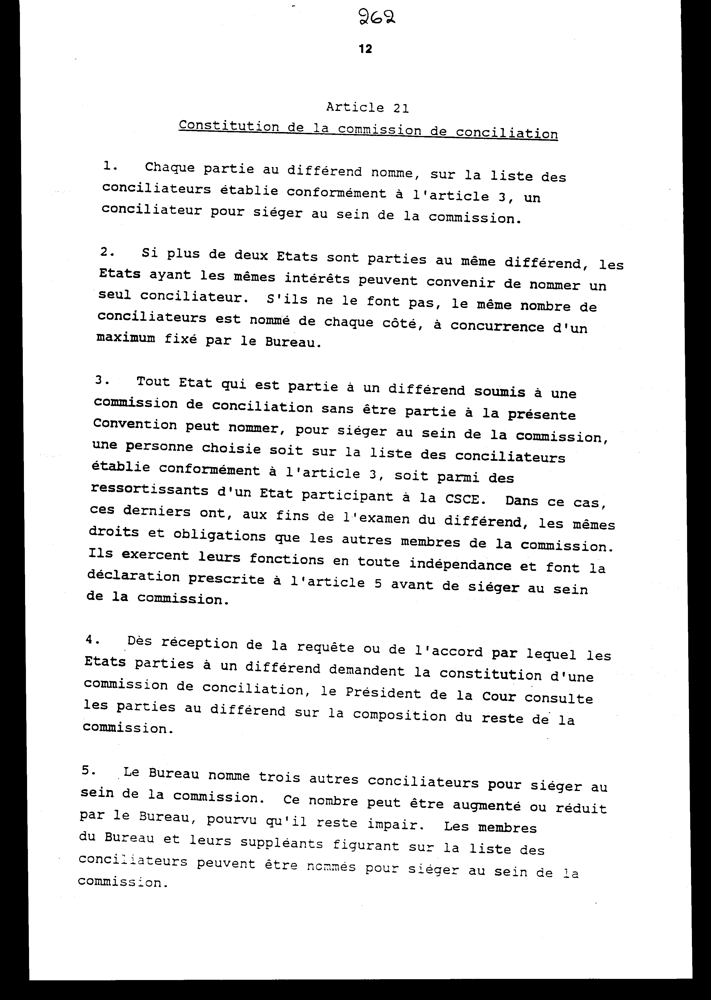 262
12
Article 21
Constitution de la commission de conciliation
1. Chaque partie au différend nomme, sur la liste des
conciliateurs établie conformément à l'article 3, un
conciliateur pour siéger au sein de la commission.
2. Si plus de deux Etats sont parties au même différend, les
Etats ayant les mêmes intérêts peuvent convenir de nommer un
seul conciliateur. S'ils ne le font pas, le même nombre de
conciliateurs est nommé de chaque côté, à concurrence d'un
maximum fixé par le Bureau.
3. Tout Etat qui est partie à un différend soumis à une
commission de conciliation sans être partie à la présente
Convention peut nommer, pour siéger au sein de la commission,
une personne choisie soit sur la liste des conciliateurs
établie conformément à l'article 3, soit parmi des
ressortissants d'un Etat participant à la CSCE. Dans ce cas,
ces derniers ont, aux fins de l'examen du différend, les mêmes
droits et obligations que les autres membres de la commission.
Ils exercent leurs fonctions en toute indépendance et font la
déclaration prescrite à l'article 5 avant de siéger au sein
de la commission.
4. Dès réception de la requête ou de l'accord par lequel les
Etats parties à un différend demandent la constitution d'une
commission de conciliation, le Président de la Cour consulte
les parties au différend sur la composition du reste de la
commission.
5. Le Bureau nomme trois autres conciliateurs pour siéger au
sein de la commission. Ce nombre peut être augmenté ou réduit
par le Bureau, pourvu qu'il reste impair. Les membres
du Bureau et leurs suppléants figurant sur la liste des
conciliateurs peuvent être nommés pour siéger au sein de la
commission.